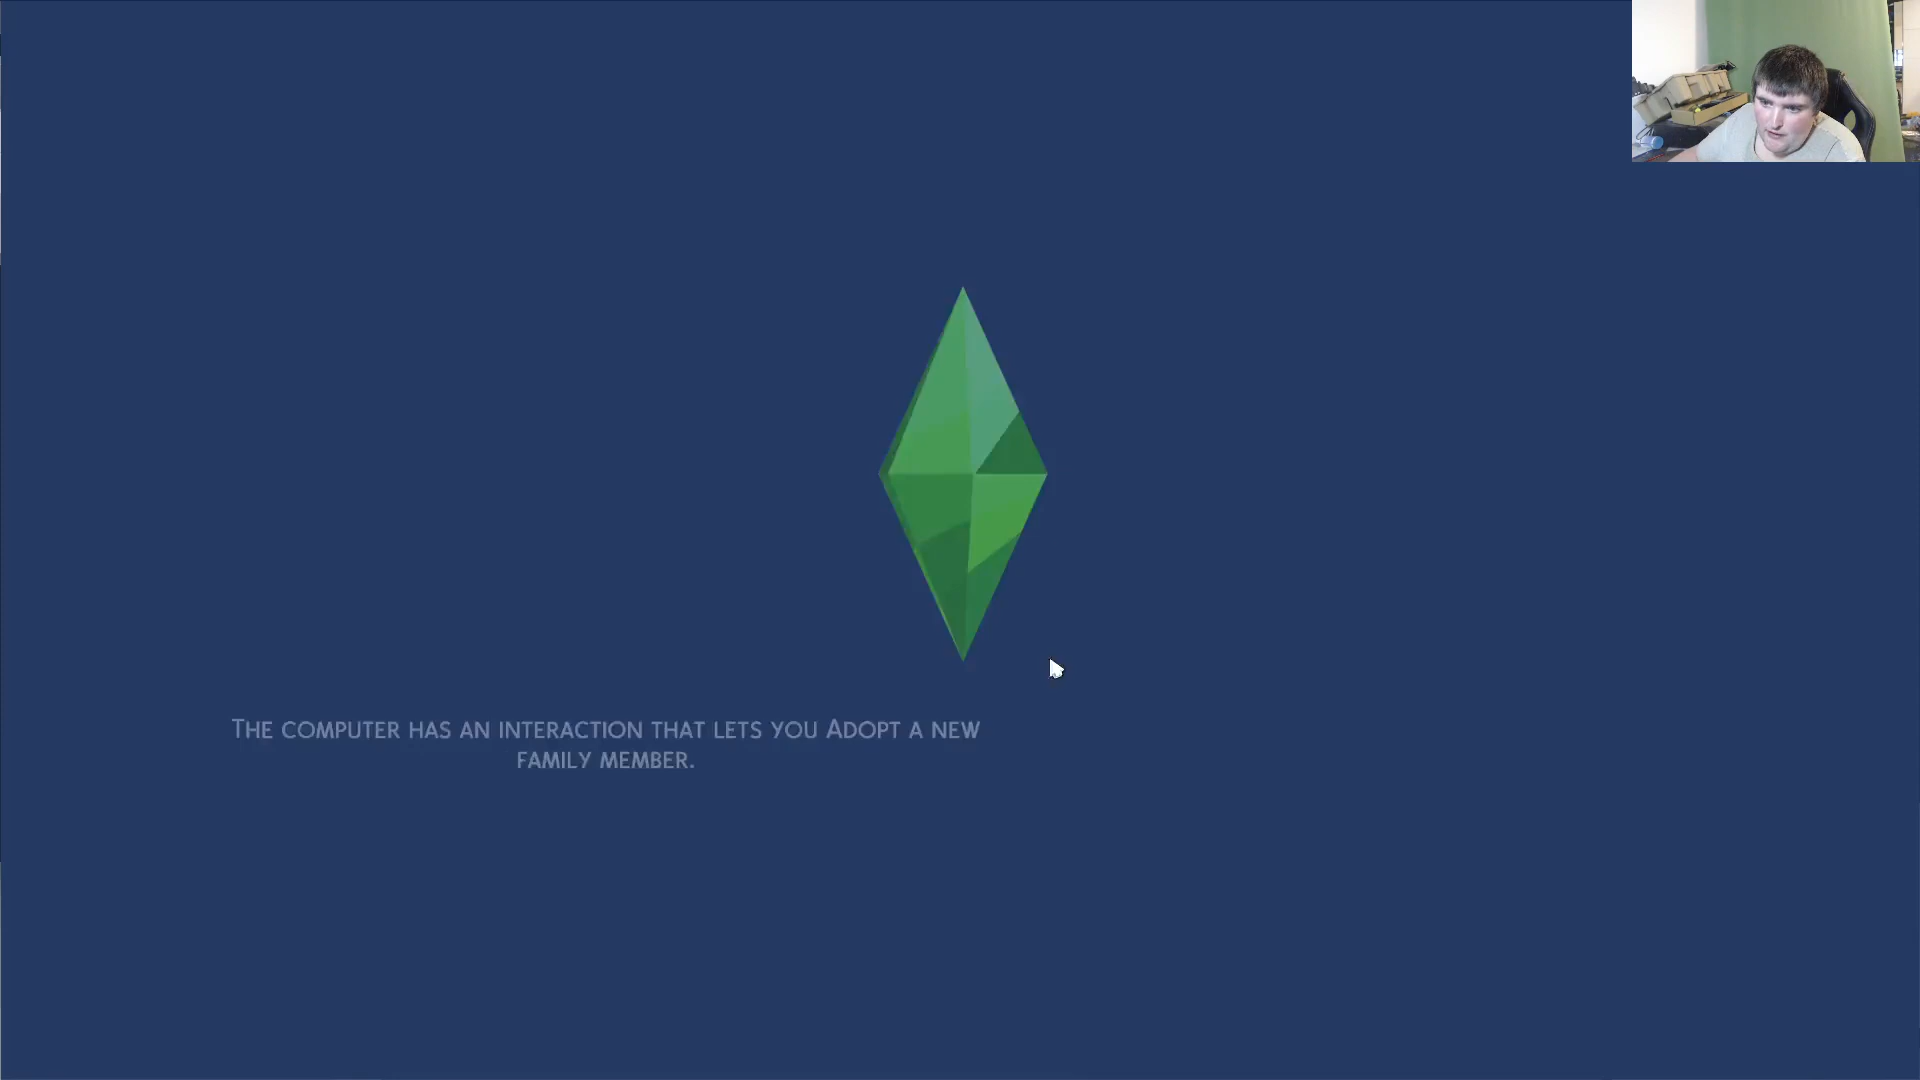 The computer has an interaction that lets you Adopt a new
family member.